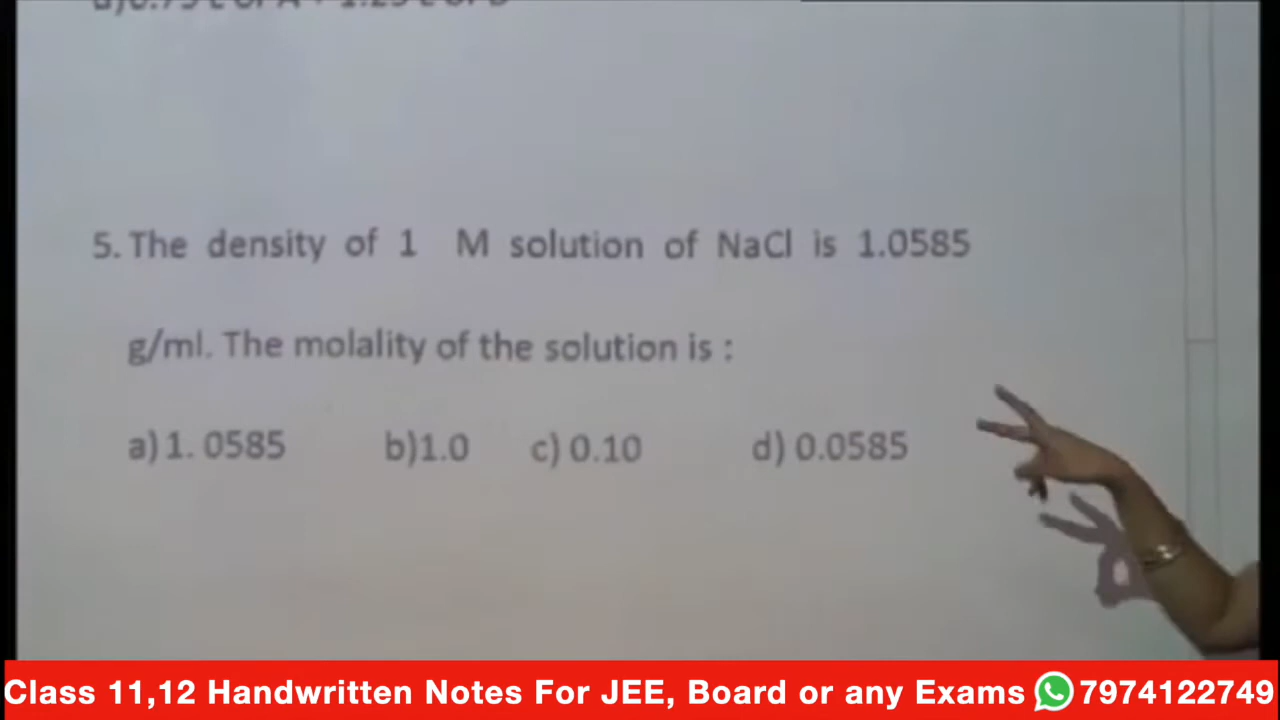 5. The density of 1 M solution of NaCl is 1.0585
g/ml. The molality of the solution is :
a) 1. 0585 b)1.0 c) 0.10 d) 0.0585
Class 11,12 Handwritten Notes For JEE, Board or any Exams 7974122749